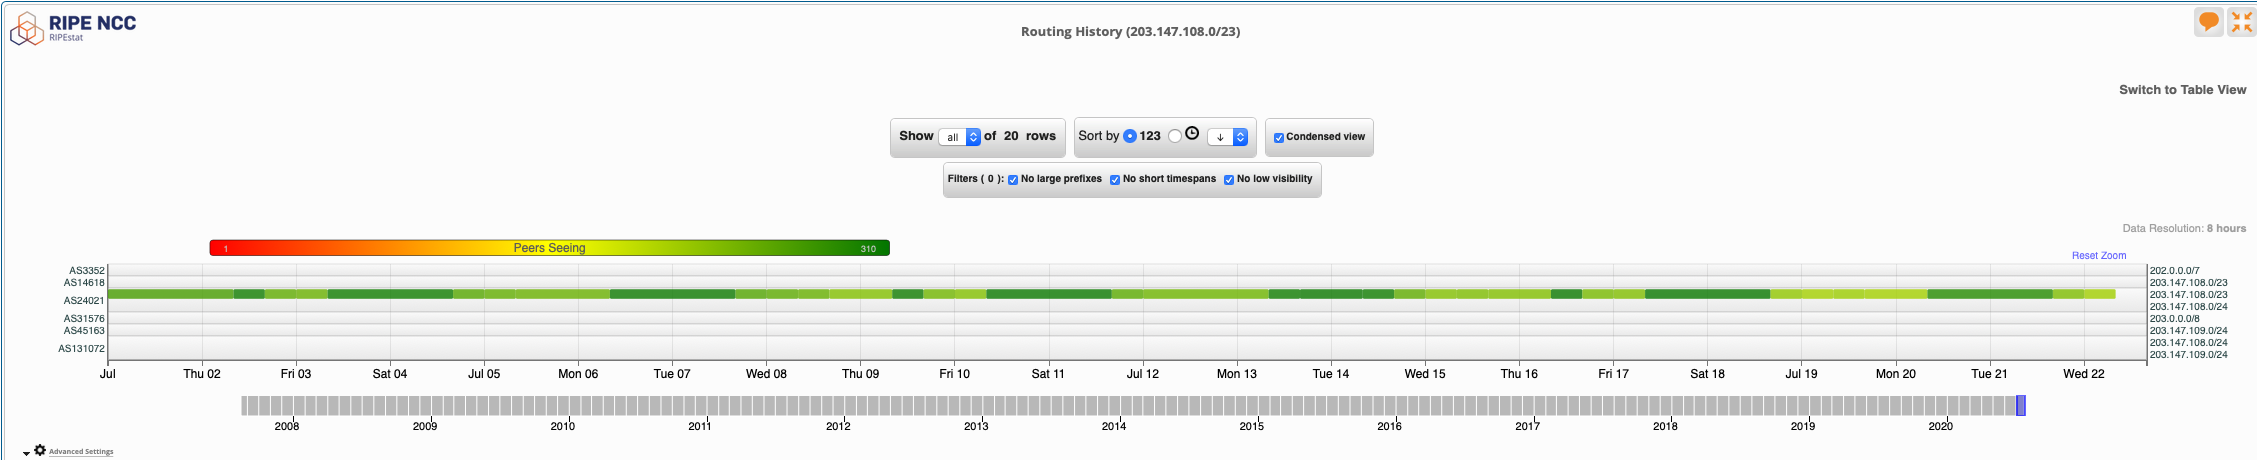 RIPE NCC
RIPEstat
Routing History (203.147.108.0/23)
Switch to Table View
Show all of 20 rows Sort by 123 ↓ Condensed view
Filters ( 0 ): No large prefixes No short timespans No low visibility
Data Resolution: 8 hours
1 Peers Seeing 310
Reset Zoom
AS3352 202.0.0.0/7
AS14618 203.147.108.0/23
AS24021 203.147.108.0/23
203.147.108.0/24
AS31576 203.0.0.0/8
AS45163 203.147.109.0/24
203.147.108.0/24
AS131072 203.147.109.0/24
Jul Thu 02 Fri 03 Sat 04 Jul 05 Mon 06 Tue 07 Wed 08 Thu 09 Fri 10 Sat 11 Jul 12 Mon 13 Tue 14 Wed 15 Thu 16 Fri 17 Sat 18 Jul 19 Mon 20 Tue 21 Wed 22
2008 2009 2010 2011 2012 2013 2014 2015 2016 2017 2018 2019 2020
Advanced Settings